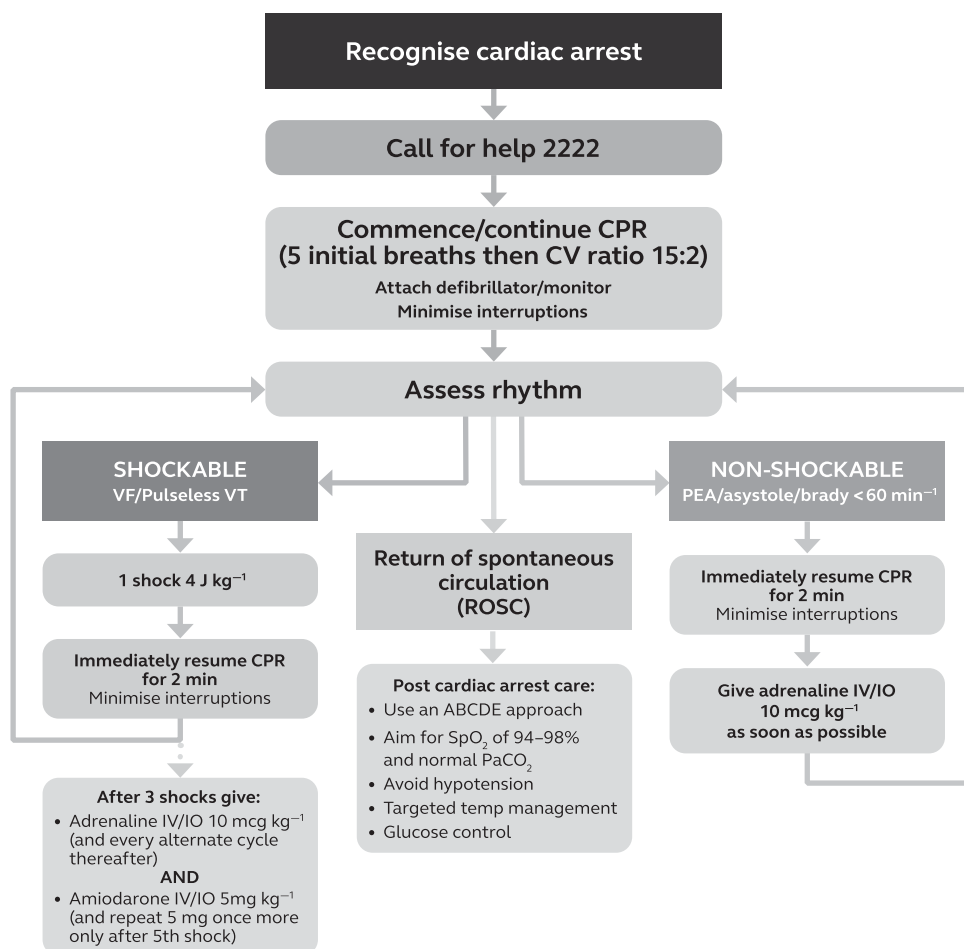 Recognise cardiac arrest
Call for help 2222
Commence/continue CPR
(5 initial breaths then CV ratio 15:2)
Attach defibrillator/monitor
Minimise interruptions
Assess rhythm
SHOCKABLE
VF/Pulseless VT
1 shock 4 J kg⁻¹
Immediately resume CPR
for 2 min
Minimise interruptions
After 3 shocks give:
• Adrenaline IV/IO 10 mcg kg⁻¹
(and every alternate cycle
thereafter)
AND
• Amiodarone IV/IO 5mg kg⁻¹
(and repeat 5 mg once more
only after 5th shock)
Return of spontaneous
circulation
(ROSC)
Post cardiac arrest care:
• Use an ABCDE approach
• Aim for SpO₂ of 94–98%
and normal PaCO₂
• Avoid hypotension
• Targeted temp management
• Glucose control
NON-SHOCKABLE
PEA/asystole/brady <60 min⁻¹
Immediately resume CPR
for 2 min
Minimise interruptions
Give adrenaline IV/IO
10 mcg kg⁻¹
as soon as possible